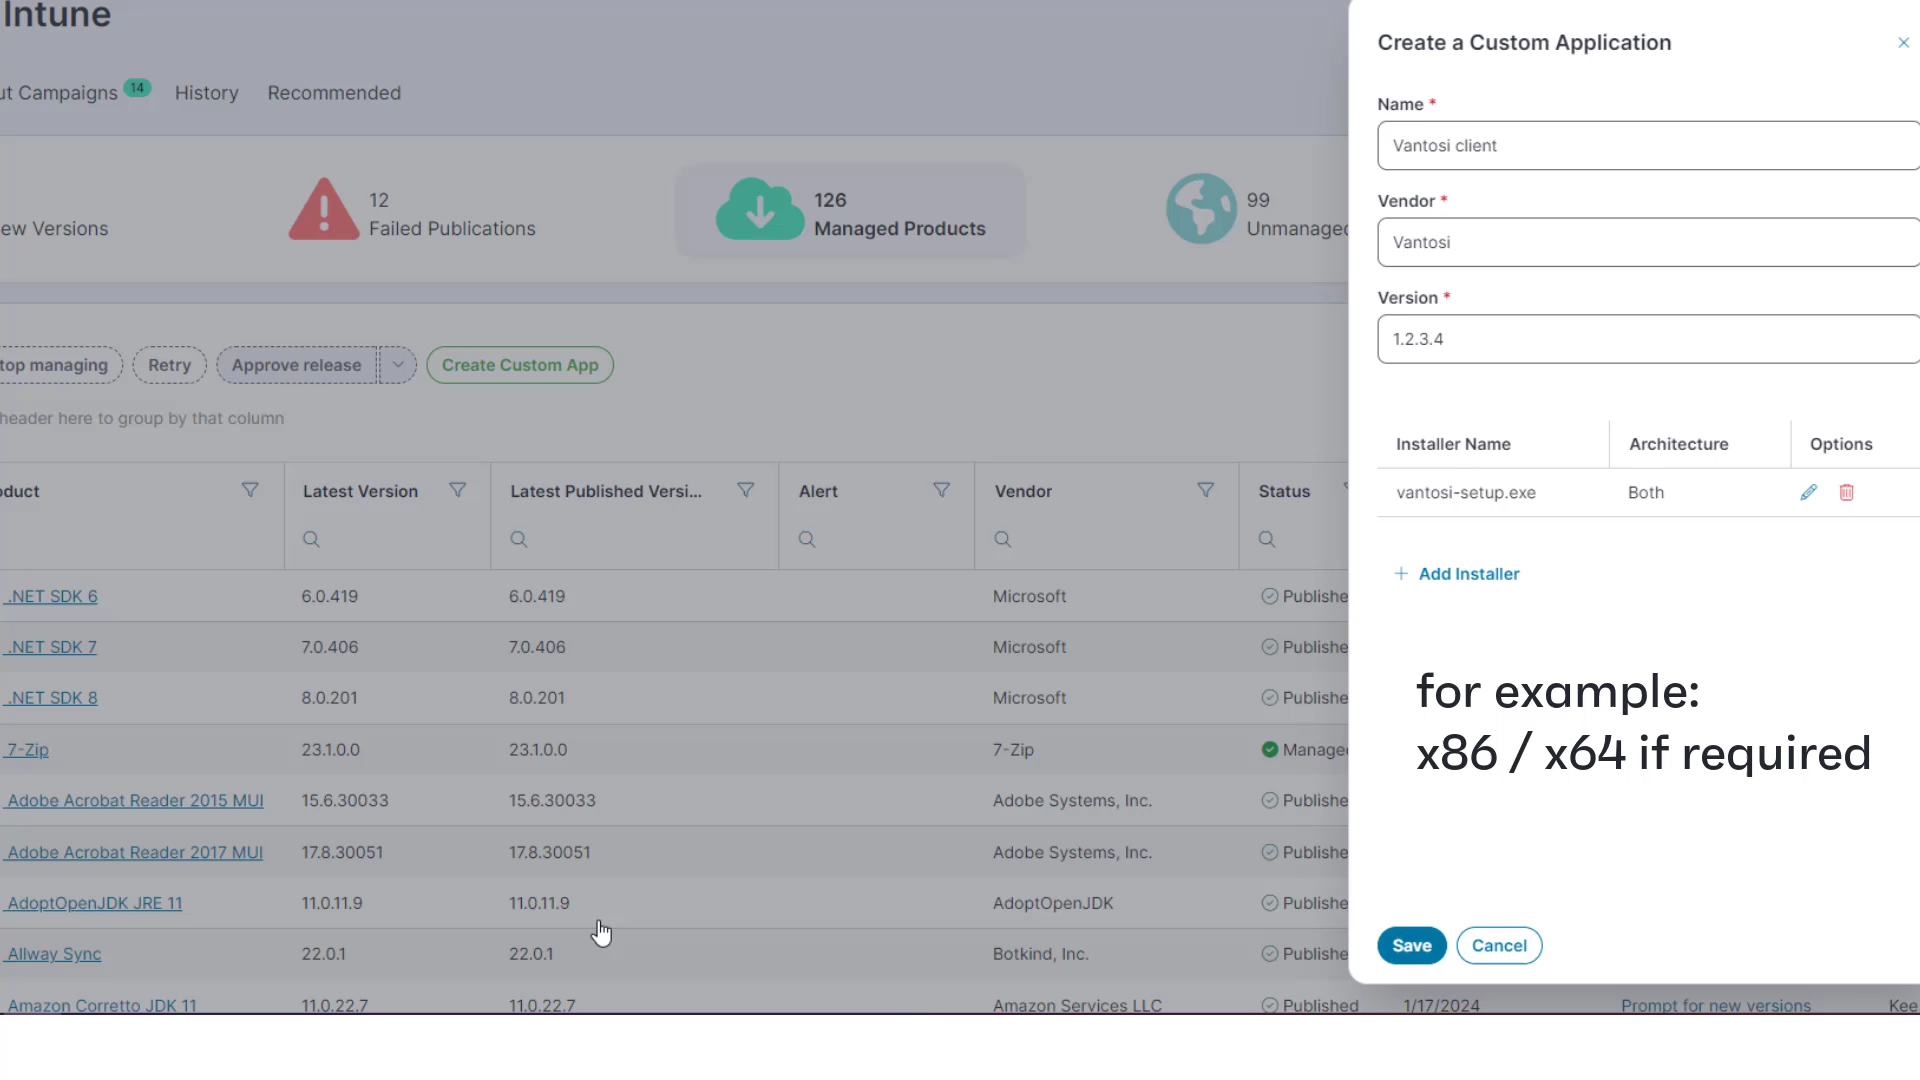 Intune
ut Campaigns 14 History Recommended
ew Versions
12
Failed Publications
126
Managed Products
99
Unmanaged
top managing Retry Approve release Create Custom App
header here to group by that column
oduct Latest Version Latest Published Versi... Alert Vendor Status
.NET SDK 6 6.0.419 6.0.419 Microsoft Publishe
.NET SDK 7 7.0.406 7.0.406 Microsoft Publishe
.NET SDK 8 8.0.201 8.0.201 Microsoft Publishe
7-Zip 23.1.0.0 23.1.0.0 7-Zip Manage
Adobe Acrobat Reader 2015 MUI 15.6.30033 15.6.30033 Adobe Systems, Inc. Publishe
Adobe Acrobat Reader 2017 MUI 17.8.30051 17.8.30051 Adobe Systems, Inc. Publishe
AdoptOpenJDK JRE 11 11.0.11.9 11.0.11.9 AdoptOpenJDK Publishe
Allway Sync 22.0.1 22.0.1 Botkind, Inc. Publishe
Amazon Corretto JDK 11 11.0.22.7 11.0.22.7 Amazon Services LLC Published 1/17/2024 Prompt for new versions Kee
Create a Custom Application
Name *
Vantosi client
Vendor *
Vantosi
Version *
1.2.3.4
Installer Name Architecture Options
vantosi-setup.exe Both
+ Add Installer
for example:
x86 / x64 if required
Save Cancel